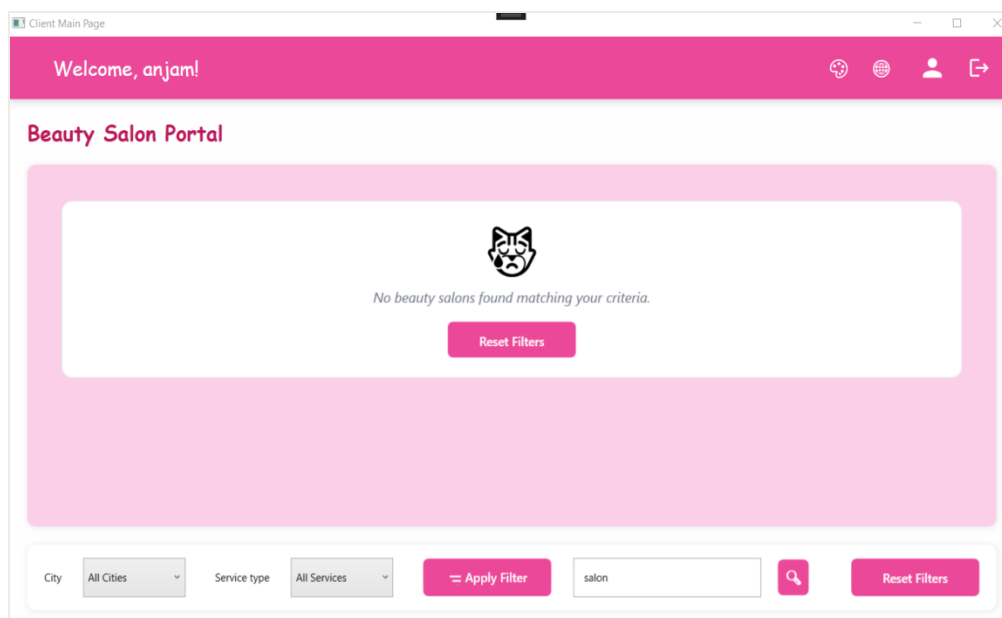 Client Main Page
Welcome, anjam!
Beauty Salon Portal
No beauty salons found matching your criteria.
Reset Filters
City All Cities Service type All Services Apply Filter salon Reset Filters